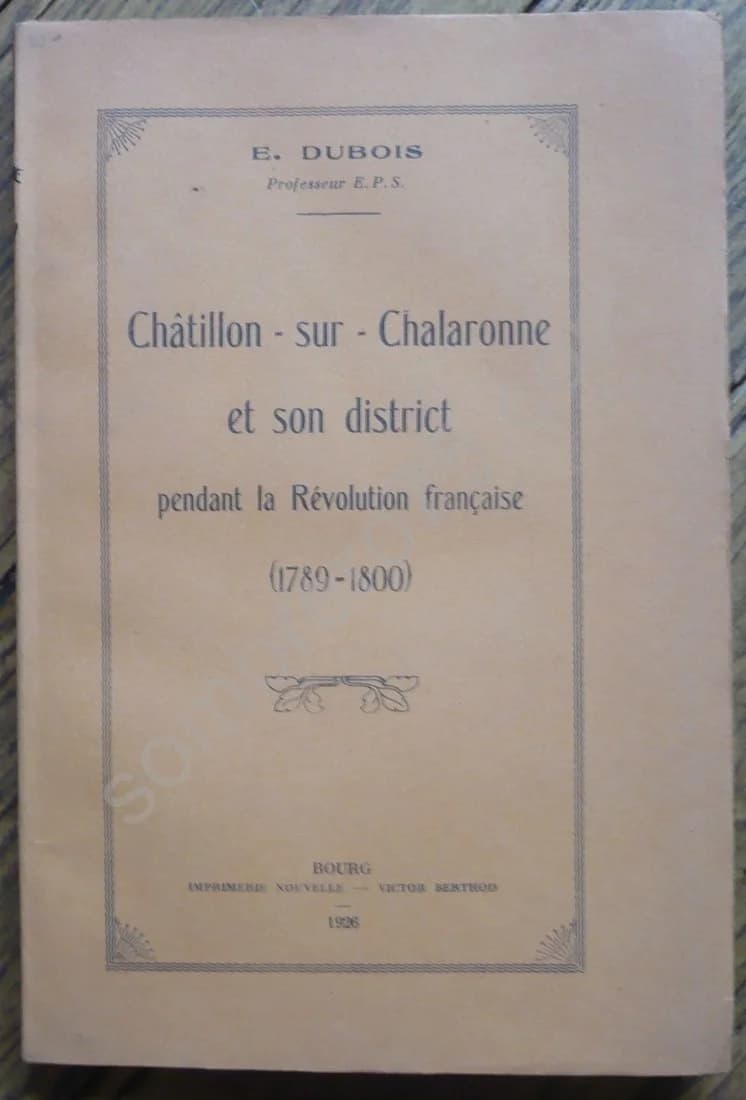 E. DUBOIS
Professeur E. P. S.
Châtillon - sur - Chalaronne
et son district
pendant la Révolution française
(1789-1800)
BOURG
IMPRIMERIE NOUVELLE — VICTOR BERTHOD
1926